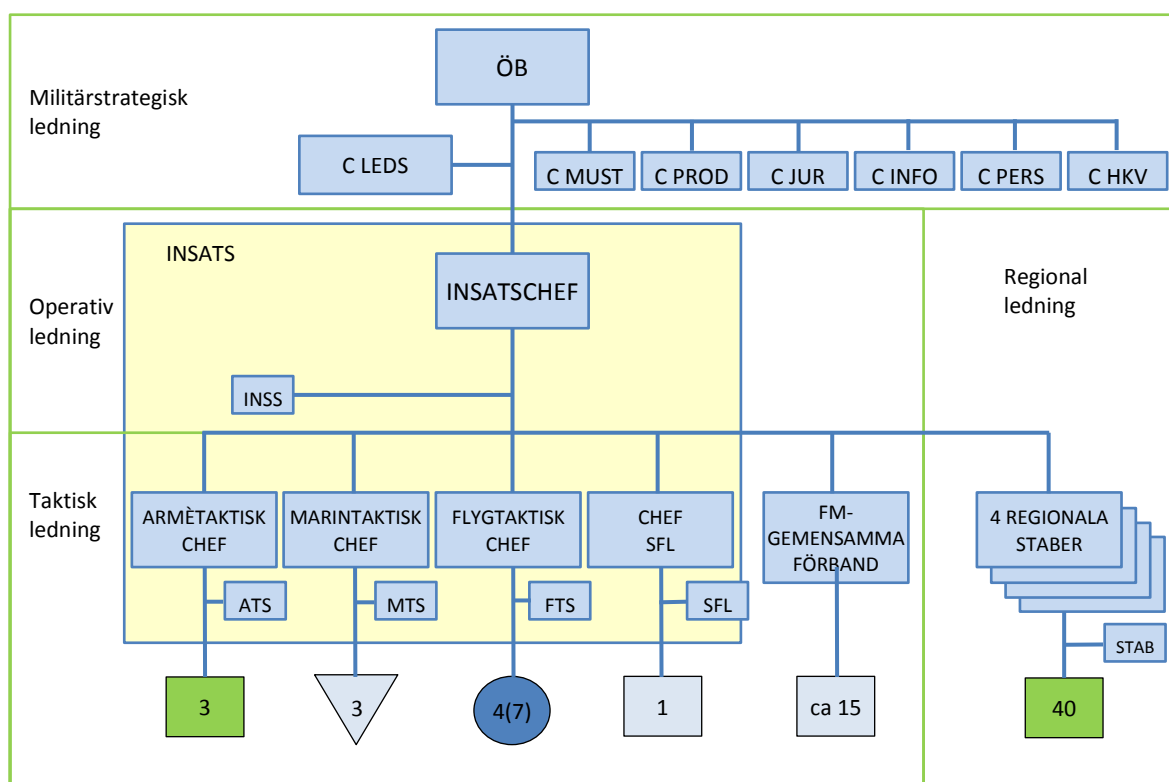 ÖB
Militärstrategisk
ledning
C LEDS
C MUST
C PROD
C JUR
C INFO
C PERS
C HKV
INSATS
INSATSCHEF
Operativ
ledning
Regional
ledning
INSS
Taktisk
ledning
ARMÈTAKTISK
CHEF
MARINTAKTISK
CHEF
FLYGTAKTISK
CHEF
CHEF
SFL
FM-
GEMENSAMMA
FÖRBAND
4 REGIONALA
STABER
ATS
MTS
FTS
SFL
STAB
3
3
4(7)
1
ca 15
40